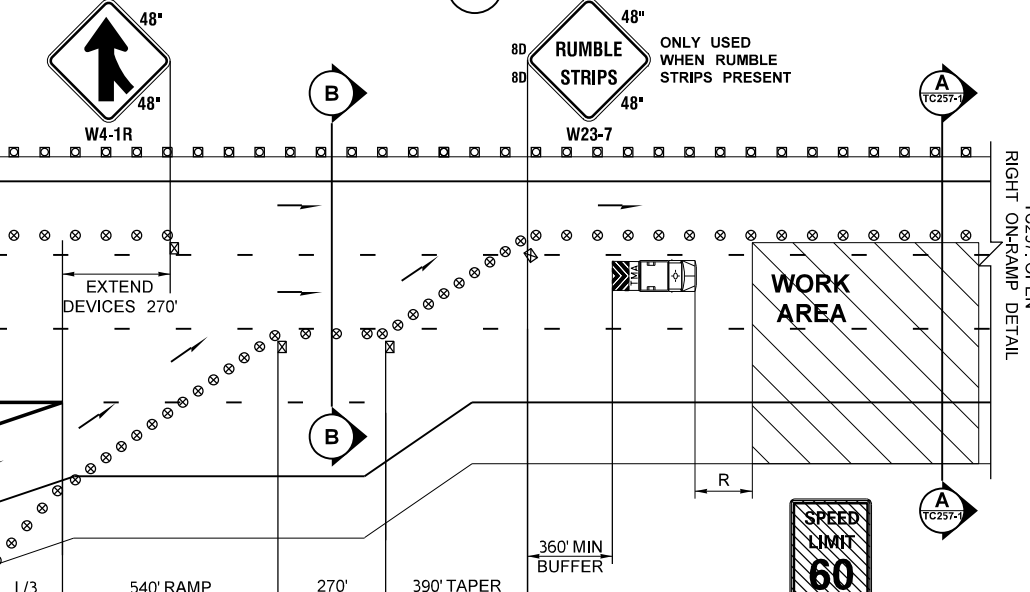 48"
48"
W4-1R
B
8D
8D
RUMBLE
STRIPS
48"
48"
W23-7
ONLY USED
WHEN RUMBLE
STRIPS PRESENT
A
TC257-1
RIGHT ON-RAMP DETAIL
EXTEND
DEVICES 270'
TMA
WORK
AREA
B
R
A
TC257-1
SPEED
LIMIT
60
360' MIN
BUFFER
L/3
540' RAMP
270'
390' TAPER